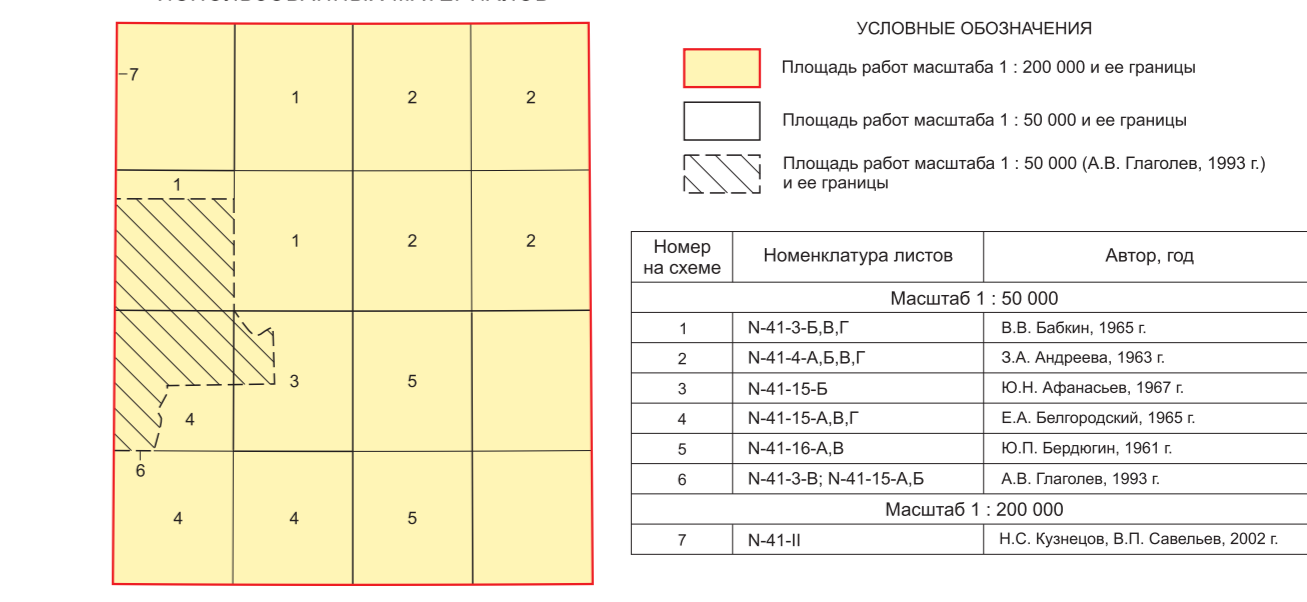 ИСПОЛЬЗОВАННЫХ МАТЕРИАЛОВ
7
1
2
2
1
1
2
2
3
5
4
6
4
4
5
УСЛОВНЫЕ ОБОЗНАЧЕНИЯ
Площадь работ масштаба 1 : 200 000 и ее границы
Площадь работ масштаба 1 : 50 000 и ее границы
Площадь работ масштаба 1 : 50 000 (А.В. Глаголев, 1993 г.)
и ее границы
Номер на схеме Номенклатура листов Автор, год
Масштаб 1 : 50 000
1 N-41-3-Б,В,Г В.В. Бабкин, 1965 г.
2 N-41-4-А,Б,В,Г З.А. Андреева, 1963 г.
3 N-41-15-Б Ю.Н. Афанасьев, 1967 г.
4 N-41-15-А,В,Г Е.А. Белгородский, 1965 г.
5 N-41-16-А,В Ю.П. Бердюгин, 1961 г.
6 N-41-3-В; N-41-15-А,Б А.В. Глаголев, 1993 г.
Масштаб 1 : 200 000
7 N-41-II Н.С. Кузнецов, В.П. Савельев, 2002 г.